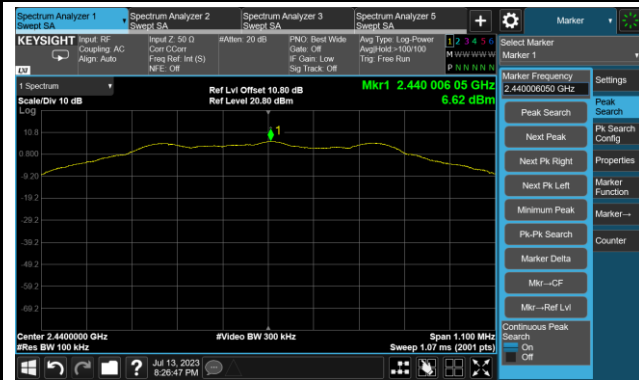 Spectrum Analyzer 1
Swept SA
Spectrum Analyzer 2
Swept SA
Spectrum Analyzer 3
Swept SA
Spectrum Analyzer 5
Swept SA
+
Marker
KEYSIGHT
LXI
Input: RF
Coupling: AC
Align: Auto
Input Z: 50 Ω
Corr CCorr
Freq Ref: Int (S)
NFE: Off
#Atten: 20 dB
PNO: Best Wide
Gate: Off
IF Gain: Low
Sig Track: Off
Avg Type: Log-Power
Avg|Hold:>100/100
Trig: Free Run
1 2 3 4 5 6
M W W W W W
P N N N N N
Select Marker
Marker 1
1 Spectrum
Scale/Div 10 dB
Log
Ref Lvl Offset 10.80 dB
Ref Level 20.80 dBm
Mkr1 2.440 006 05 GHz
6.62 dBm
1
10.8
0.800
-9.20
-19.2
-29.2
-39.2
-49.2
-59.2
-69.2
Center 2.4400000 GHz
#Res BW 100 kHz
#Video BW 300 kHz
Span 1.100 MHz
Sweep 1.07 ms (2001 pts)
Marker Frequency
2.440006050 GHz
Peak Search
Next Peak
Next Pk Right
Next Pk Left
Minimum Peak
Pk-Pk Search
Marker Delta
Mkr→CF
Mkr→Ref Lvl
Continuous Peak
Search
On
Off
Settings
Peak
Search
Pk Search
Config
Properties
Marker
Function
Marker→
Counter
?
Jul 13, 2023
8:26:47 PM